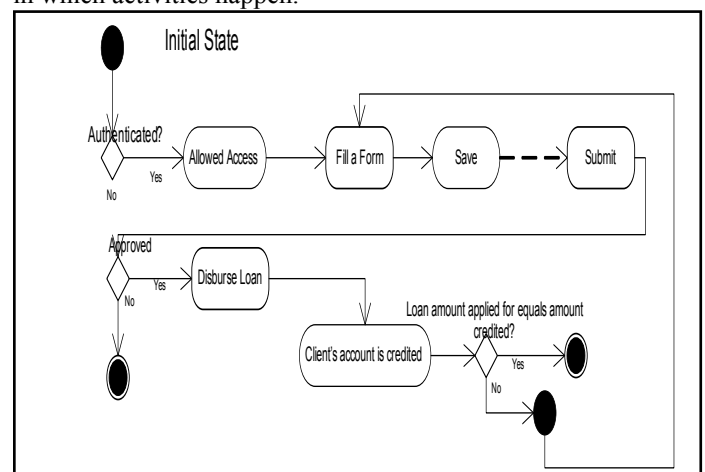 in which activities happen.
Initial State
Authenticated?
Allowed Access
Fill a Form
Save
Submit
Yes
No
Approved
Disburse Loan
Yes
No
Loan amount applied for equals amount
credited?
Client's account is credited
Yes
No